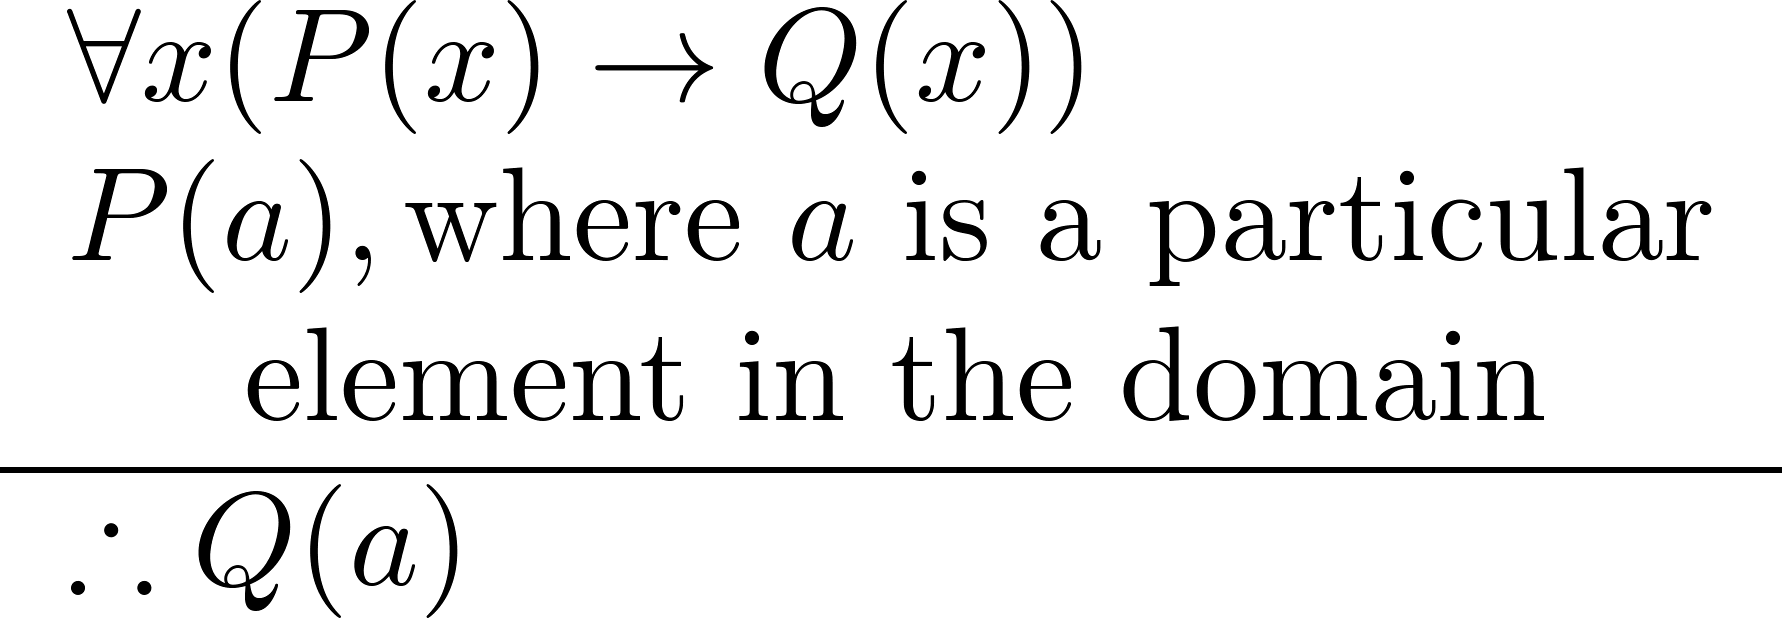 ∀x(P(x) → Q(x))
P(a), where a is a particular
element in the domain
∴ Q(a)